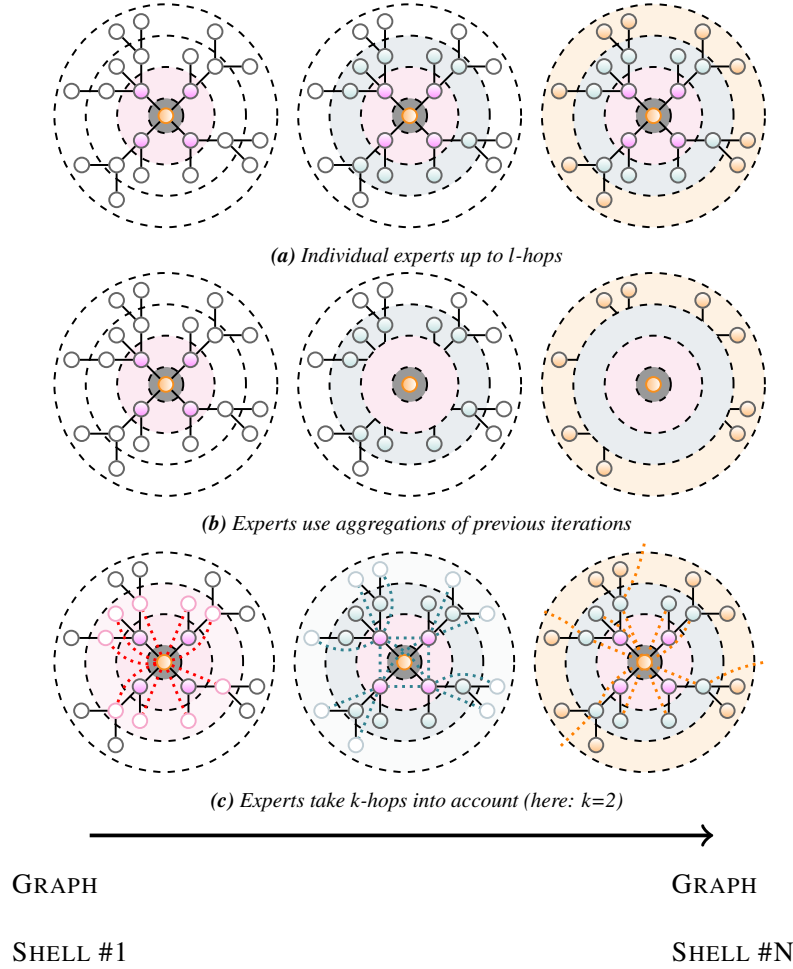 (a) Individual experts up to l-hops
(b) Experts use aggregations of previous iterations
(c) Experts take k-hops into account (here: k=2)
GRAPH GRAPH
SHELL #1 SHELL #N